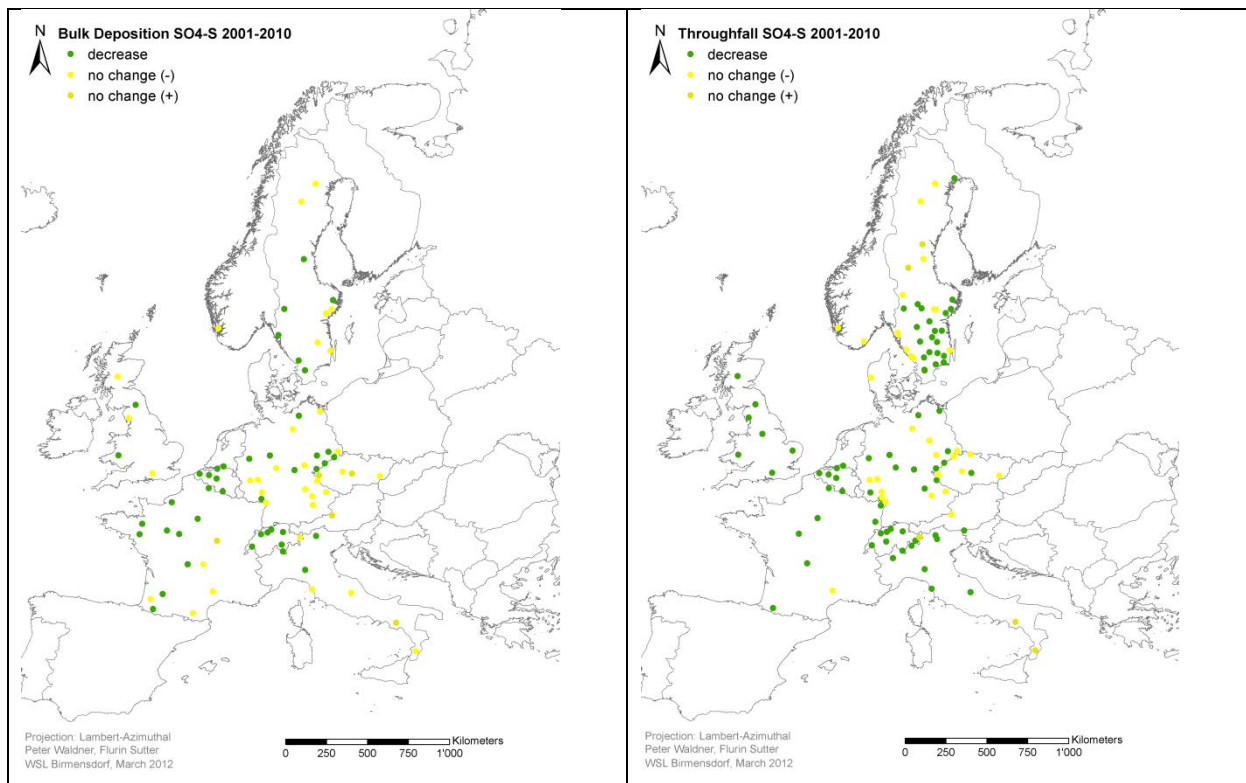 Bulk Deposition SO4-S 2001-2010
N
decrease
no change (-)
no change (+)
Projection: Lambert-Azimuthal
Peter Waldner, Flurin Sutter
WSL Birmensdorf, March 2012
Kilometers
0 250 500 750 1'000
Throughfall SO4-S 2001-2010
N
decrease
no change (-)
no change (+)
Projection: Lambert-Azimuthal
Peter Waldner, Flurin Sutter
WSL Birmensdorf, March 2012
Kilometers
0 250 500 750 1'000